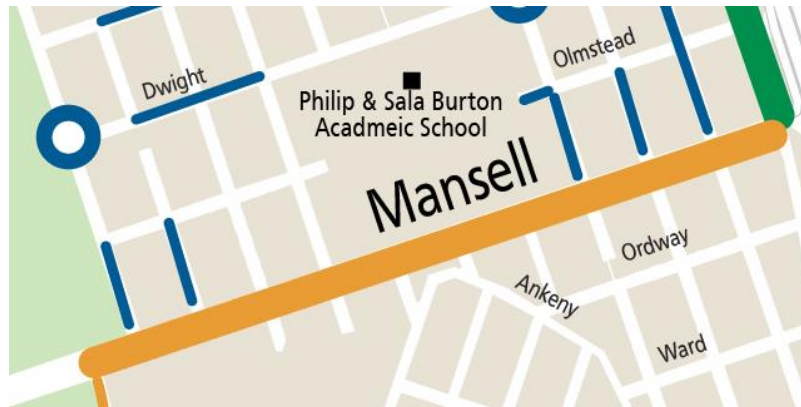 Olmstead
Dwight
Philip & Sala Burton
Acadmeic School
Mansell
Ordway
Ankeny
Ward